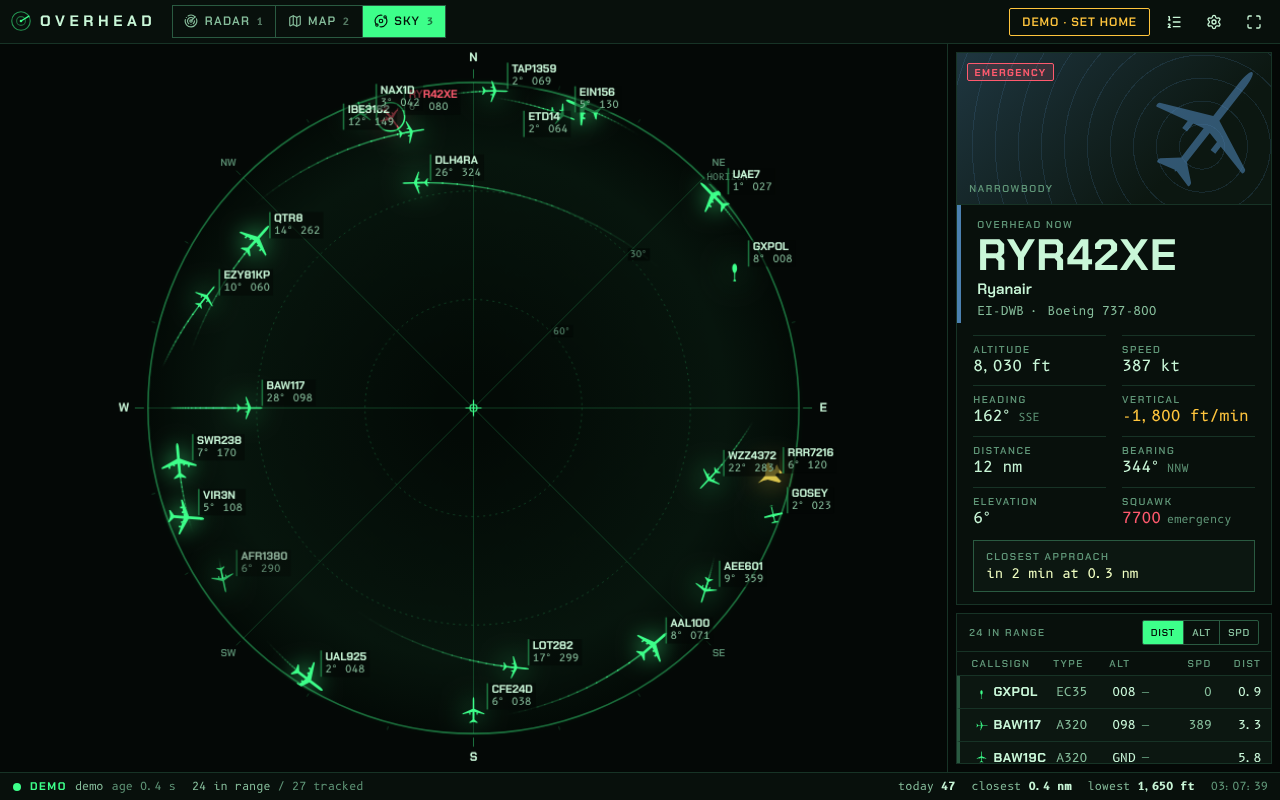 OVERHEAD
RADAR 1
MAP 2
SKY 3
DEMO · SET HOME
N
TAP1359
2° 069
NAX1D
3° 042
080
IBE3152
12° 149
EIN156
5° 130
ETD14
2° 064
DLH4RA
26° 324
NW
NE
UAE7
1° 027
QTR8
14° 262
GXPOL
8° 008
30°
EZY81KP
10° 060
60°
BAW117
28° 098
W
E
SWR238
7° 170
WZZ4372
22° 283
RRR7216
6° 120
VIR3N
5° 108
GOSEY
2° 023
AFR1380
6° 290
AEE601
9° 359
AAL100
8° 071
SW
SE
UAL925
2° 048
LOT282
17° 299
CFE24D
6° 038
S
EMERGENCY
NARROWBODY
OVERHEAD NOW
RYR42XE
Ryanair
EI-DWB · Boeing 737-800
ALTITUDE
8,030 ft
SPEED
387 kt
HEADING
162° SSE
VERTICAL
-1,800 ft/min
DISTANCE
12 nm
BEARING
344° NNW
ELEVATION
6°
SQUAWK
7700 emergency
CLOSEST APPROACH
in 2 min at 0.3 nm
24 IN RANGE
DIST ALT SPD
CALLSIGN TYPE ALT SPD DIST
GXPOL EC35 008 – 0 0.9
BAW117 A320 098 – 389 3.3
BAW19C A320 GND – 5.8
DEMO demo age 0.4 s 24 in range / 27 tracked
today 47 closest 0.4 nm lowest 1,650 ft 03:07:39